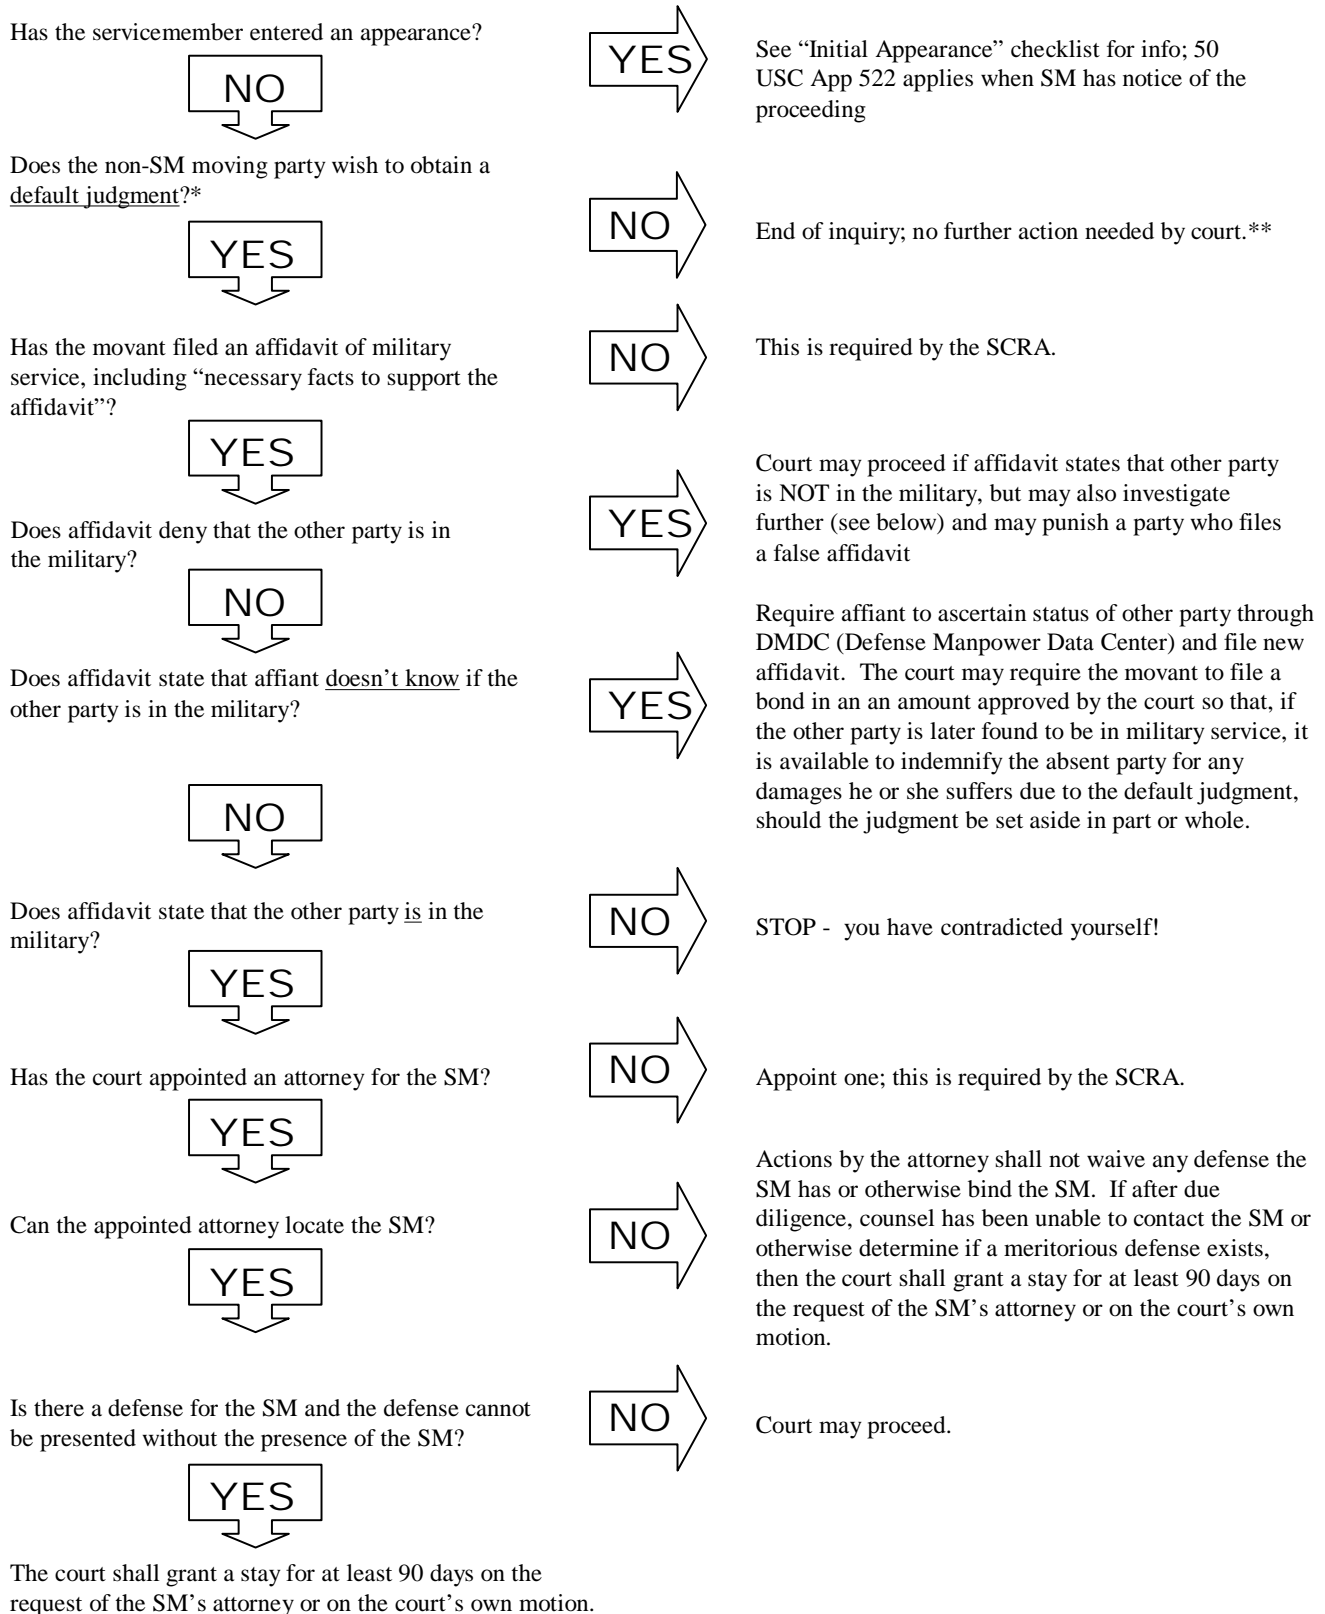 Has the servicemember entered an appearance?
YES
See “Initial Appearance” checklist for info; 50
USC App 522 applies when SM has notice of the
proceeding
NO
Does the non-SM moving party wish to obtain a
default judgment?*
NO
End of inquiry; no further action needed by court.**
YES
Has the movant filed an affidavit of military
service, including “necessary facts to support the
affidavit”?
NO
This is required by the SCRA.
YES
Does affidavit deny that the other party is in
the military?
YES
Court may proceed if affidavit states that other party
is NOT in the military, but may also investigate
further (see below) and may punish a party who files
a false affidavit
NO
Does affidavit state that affiant doesn't know if the
other party is in the military?
YES
Require affiant to ascertain status of other party through
DMDC (Defense Manpower Data Center) and file new
affidavit.  The court may require the movant to file a
bond in an an amount approved by the court so that, if
the other party is later found to be in military service, it
is available to indemnify the absent party for any
damages he or she suffers due to the default judgment,
should the judgment be set aside in part or whole.
NO
Does affidavit state that the other party is in the
military?
NO
STOP -  you have contradicted yourself!
YES
Has the court appointed an attorney for the SM?
NO
Appoint one; this is required by the SCRA.
YES
Can the appointed attorney locate the SM?
NO
Actions by the attorney shall not waive any defense the
SM has or otherwise bind the SM.  If after due
diligence, counsel has been unable to contact the SM or
otherwise determine if a meritorious defense exists,
then the court shall grant a stay for at least 90 days on
the request of the SM’s attorney or on the court’s own
motion.
YES
Is there a defense for the SM and the defense cannot
be presented without the presence of the SM?
NO
Court may proceed.
YES
The court shall grant a stay for at least 90 days on the
request of the SM’s attorney or on the court’s own motion.